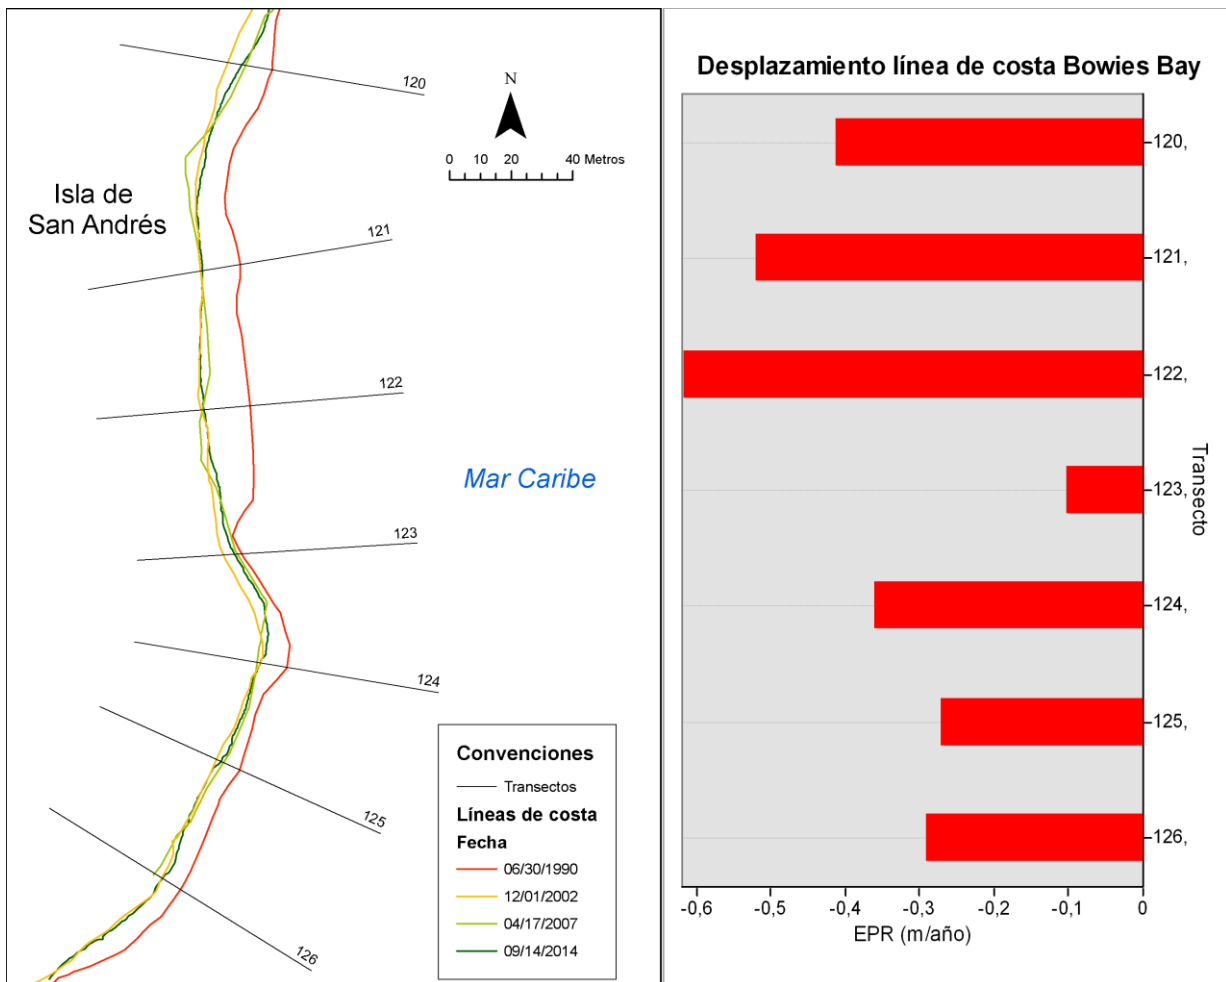 120
N
0 10 20 40 Metros
Isla de
San Andrés
121
122
Mar Caribe
123
124
125
126
Convenciones
Transectos
Líneas de costa
Fecha
06/30/1990
12/01/2002
04/17/2007
09/14/2014
Desplazamiento línea de costa Bowies Bay
120,
121,
122,
123,
124,
125,
126,
Transecto
-0,6 -0,5 -0,4 -0,3 -0,2 -0,1 0
EPR (m/año)